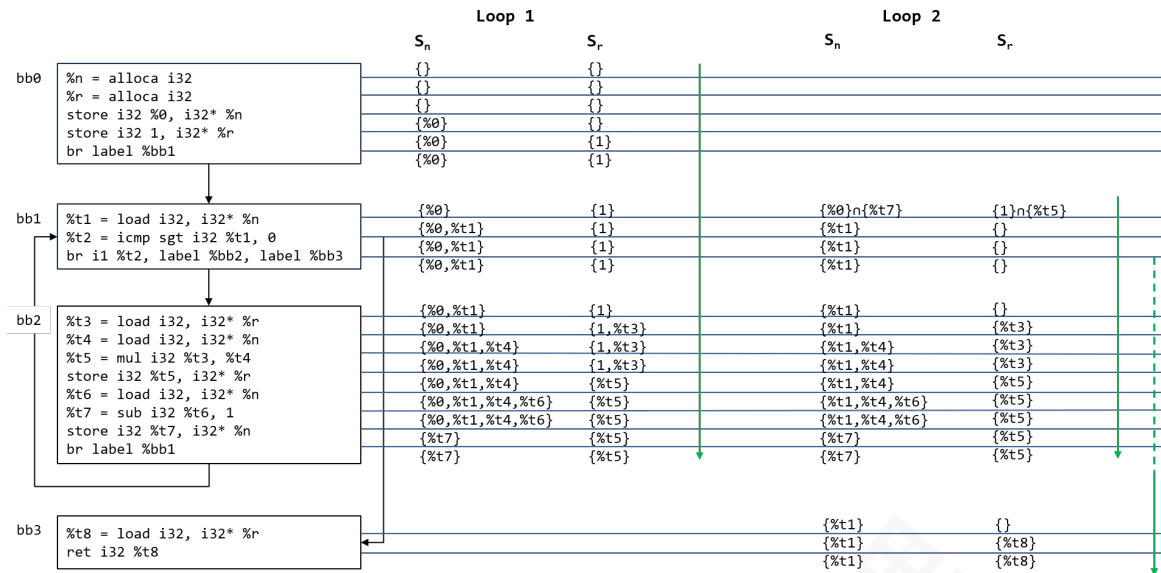 Loop 1 Loop 2
Sn Sr Sn Sr
bb0
%n = alloca i32
%r = alloca i32
store i32 %0, i32* %n
store i32 1, i32* %r
br label %bb1
{} {}
{} {}
{} {}
{%0} {}
{%0} {1}
{%0} {1}
bb1
%t1 = load i32, i32* %n
%t2 = icmp sgt i32 %t1, 0
br i1 %t2, label %bb2, label %bb3
{%0} {1} {%0}∩{%t7} {1}∩{%t5}
{%0,%t1} {1} {%t1} {}
{%0,%t1} {1} {%t1} {}
{%0,%t1} {1} {%t1} {}
bb2
%t3 = load i32, i32* %r
%t4 = load i32, i32* %n
%t5 = mul i32 %t3, %t4
store i32 %t5, i32* %r
%t6 = load i32, i32* %n
%t7 = sub i32 %t6, 1
store i32 %t7, i32* %n
br label %bb1
{%0,%t1} {1} {%t1} {}
{%0,%t1} {1,%t3} {%t1} {%t3}
{%0,%t1,%t4} {1,%t3} {%t1,%t4} {%t3}
{%0,%t1,%t4} {1,%t3} {%t1,%t4} {%t3}
{%0,%t1,%t4} {%t5} {%t1,%t4} {%t5}
{%0,%t1,%t4,%t6} {%t5} {%t1,%t4,%t6} {%t5}
{%0,%t1,%t4,%t6} {%t5} {%t1,%t4,%t6} {%t5}
{%t7} {%t5} {%t7} {%t5}
{%t7} {%t5} {%t7} {%t5}
bb3
%t8 = load i32, i32* %r
ret i32 %t8
{%t1} {}
{%t1} {%t8}
{%t1} {%t8}